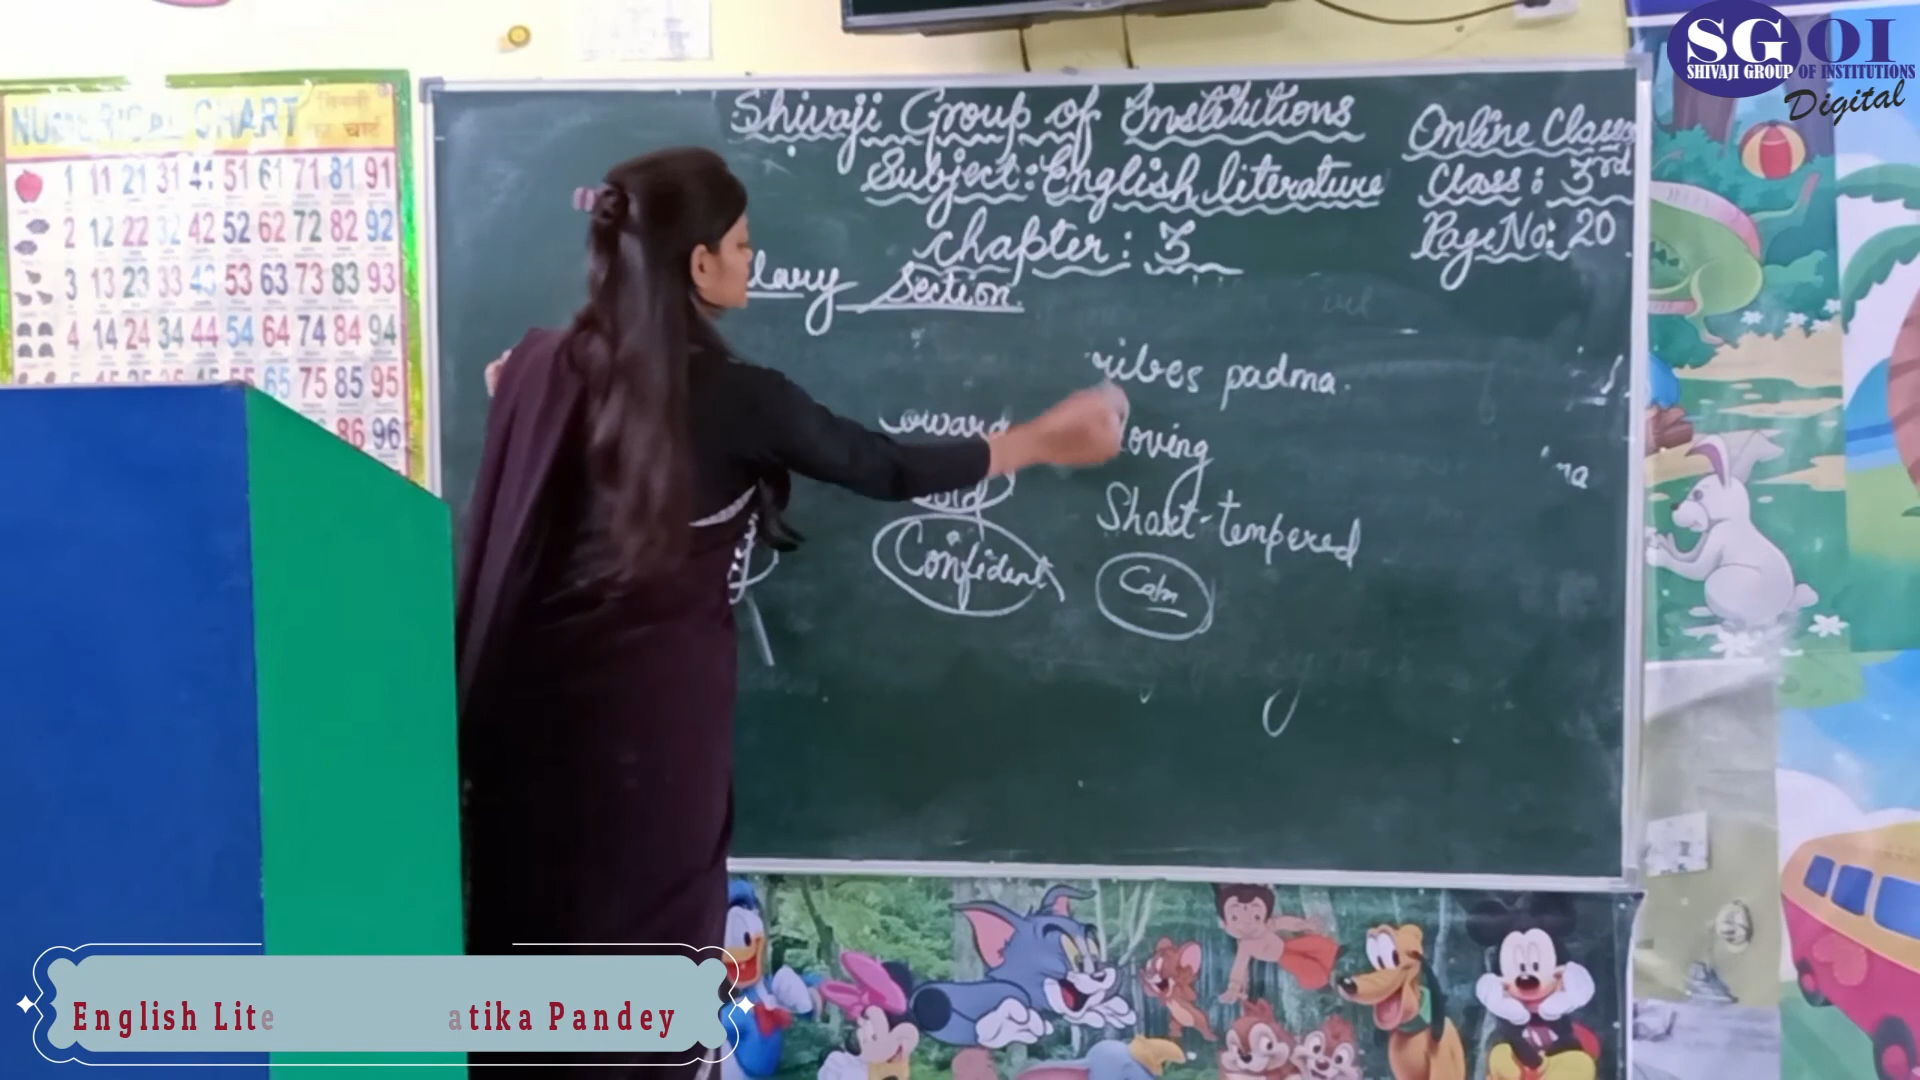 SGOI
SHIVAJI GROUP OF INSTITUTIONS
Digital
NUMERICAL CHART
1 11 21 31 41 51 61 71 81 91
2 12 22 32 42 52 62 72 82 92
3 13 23 33 43 53 63 73 83 93
4 14 24 34 44 54 64 74 84 94
65 75 85 95
86 96
Shivaji Group of Institutions
Subject: English literature
Chapter: 3
Online Classes
Class: 3rd
Page No: 20
lary Section.
ribes padma.
loving
Short-tempered
Confident
Calm
English Lite
atika Pandey